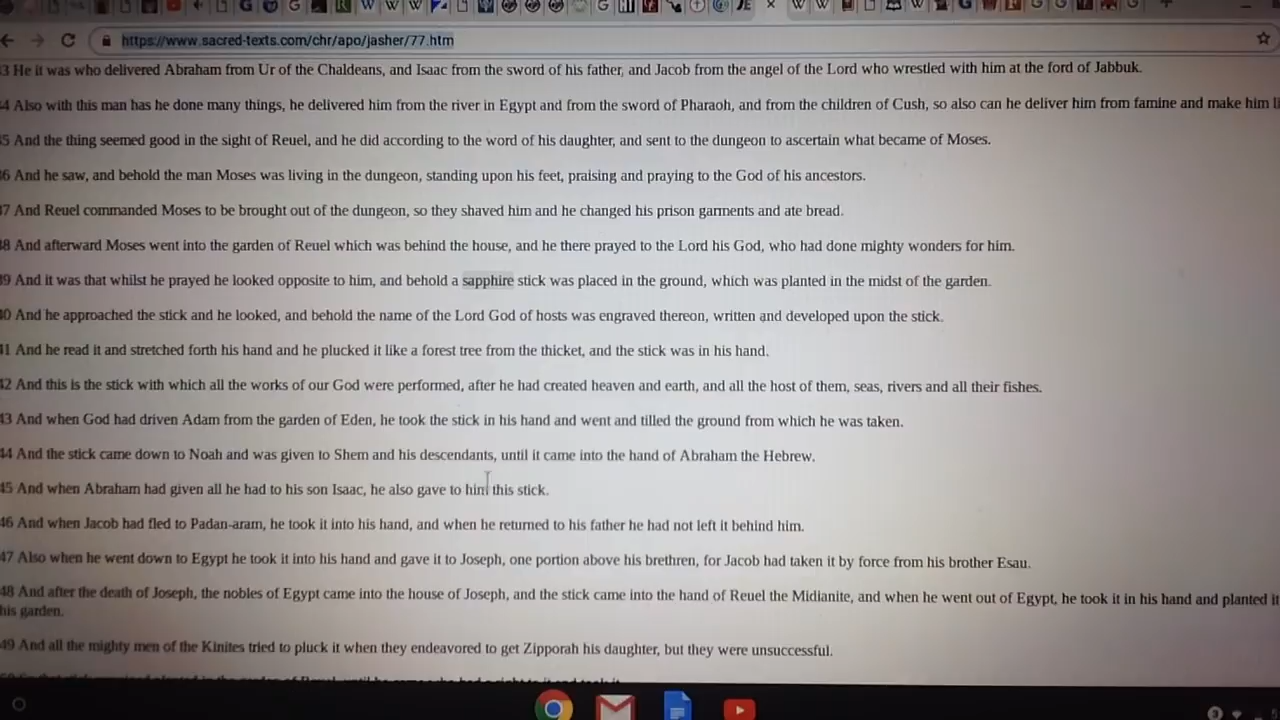 https://www.sacred-texts.com/chr/apo/jasher/77.htm
3 He it was who delivered Abraham from Ur of the Chaldeans, and Isaac from the sword of his father, and Jacob from the angel of the Lord who wrestled with him at the ford of Jabbuk.
4 Also with this man has he done many things, he delivered him from the river in Egypt and from the sword of Pharaoh, and from the children of Cush, so also can he deliver him from famine and make him
5 And the thing seemed good in the sight of Reuel, and he did according to the word of his daughter, and sent to the dungeon to ascertain what became of Moses.
6 And he saw, and behold the man Moses was living in the dungeon, standing upon his feet, praising and praying to the God of his ancestors.
7 And Reuel commanded Moses to be brought out of the dungeon, so they shaved him and he changed his prison garments and ate bread.
8 And afterward Moses went into the garden of Reuel which was behind the house, and he there prayed to the Lord his God, who had done mighty wonders for him.
9 And it was that whilst he prayed he looked opposite to him, and behold a sapphire stick was placed in the ground, which was planted in the midst of the garden.
40 And he approached the stick and he looked, and behold the name of the Lord God of hosts was engraved thereon, written and developed upon the stick.
41 And he read it and stretched forth his hand and he plucked it like a forest tree from the thicket, and the stick was in his hand.
42 And this is the stick with which all the works of our God were performed, after he had created heaven and earth, and all the host of them, seas, rivers and all their fishes.
43 And when God had driven Adam from the garden of Eden, he took the stick in his hand and went and tilled the ground from which he was taken.
44 And the stick came down to Noah and was given to Shem and his descendants, until it came into the hand of Abraham the Hebrew.
45 And when Abraham had given all he had to his son Isaac, he also gave to him this stick.
46 And when Jacob had fled to Padan-aram, he took it into his hand, and when he returned to his father he had not left it behind him.
47 Also when he went down to Egypt he took it into his hand and gave it to Joseph, one portion above his brethren, for Jacob had taken it by force from his brother Esau.
48 And after the death of Joseph, the nobles of Egypt came into the house of Joseph, and the stick came into the hand of Reuel the Midianite, and when he went out of Egypt, he took it in his hand and planted it
his garden.
49 And all the mighty men of the Kinites tried to pluck it when they endeavored to get Zipporah his daughter, but they were unsuccessful.